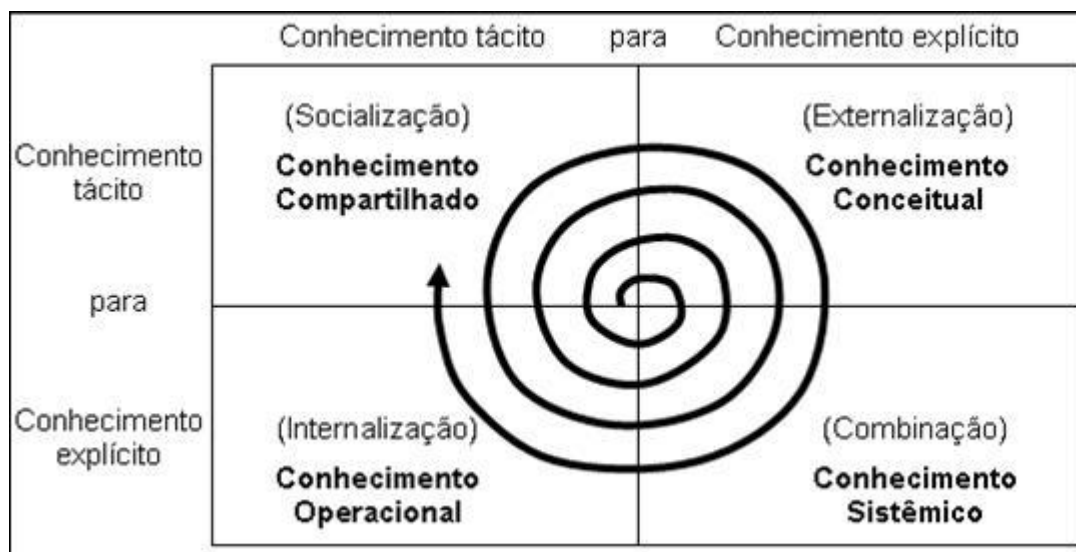 Conhecimento tácito para Conhecimento explícito
(Socialização)
Conhecimento
Compartilhado
(Externalização)
Conhecimento
Conceitual
Conhecimento
tácito
para
Conhecimento
explícito
(Internalização)
Conhecimento
Operacional
(Combinação)
Conhecimento
Sistêmico